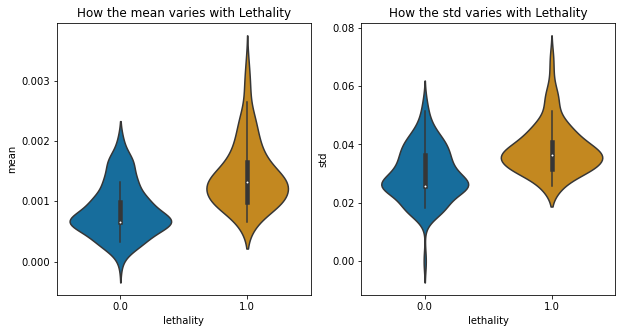 How the mean varies with Lethality
mean
0.003
0.002
0.001
0.000
0.0
1.0
lethality
How the std varies with Lethality
std
0.08
0.06
0.04
0.02
0.00
0.0
1.0
lethality